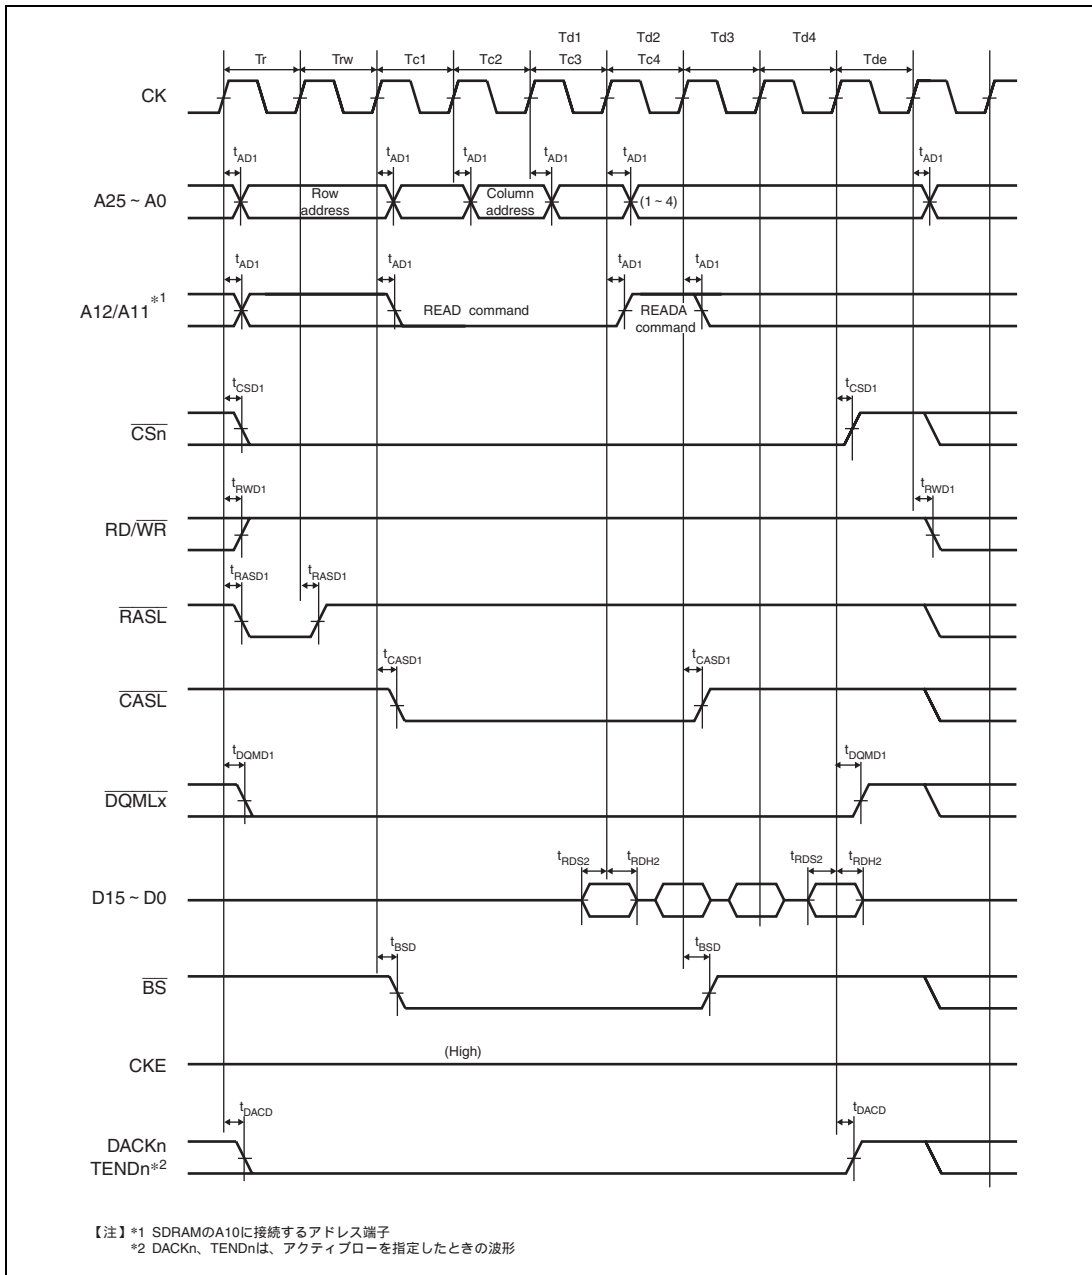 Td1 Td2 Td3 Td4
Tr Trw Tc1 Tc2 Tc3 Tc4 Tde
CK
tAD1 tAD1 tAD1 tAD1 tAD1 tAD1
A25 ~ A0
Row address
Column address
(1 ~ 4)
tAD1 tAD1 tAD1 tAD1
A12/A11*1
READ command
READA command
tCSD1 tCSD1
CSn
tRWD1 tRWD1
RD/WR
tRASD1 tRASD1
RASL
tCASD1 tCASD1
CASL
tDQMD1 tDQMD1
DQMLx
tRDS2 tRDH2 tRDS2 tRDH2
D15 ~ D0
tBSD tBSD
BS
(High)
CKE
tDACD tDACD
DACKn
TENDn*2
【注】*1 SDRAMのA10に接続するアドレス端子
*2 DACKn、TENDnは、アクティブローを指定したときの波形